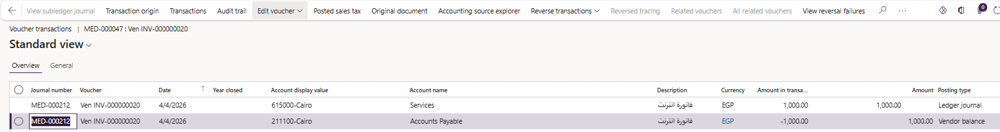 View subledger journal Transaction origin Transactions Audit trail Edit voucher Posted sales tax Original document Accounting source explorer Reverse transactions Reversed tracing Related vouchers All related vouchers View reversal failures ... 0
Voucher transactions | MED-000047 : Ven INV-000000020
Standard view
Overview General
Journal number Voucher Date Year closed Account display value Account name Description Currency Amount in transa... Amount Posting type
MED-000212 Ven INV-000000020 4/4/2026 615000-Cairo Services فاتورة انترنت EGP 1,000.00 1,000.00 Ledger journal
MED-000212 Ven INV-000000020 4/4/2026 211100-Cairo Accounts Payable فاتورة انترنت EGP -1,000.00 1,000.00 Vendor balance